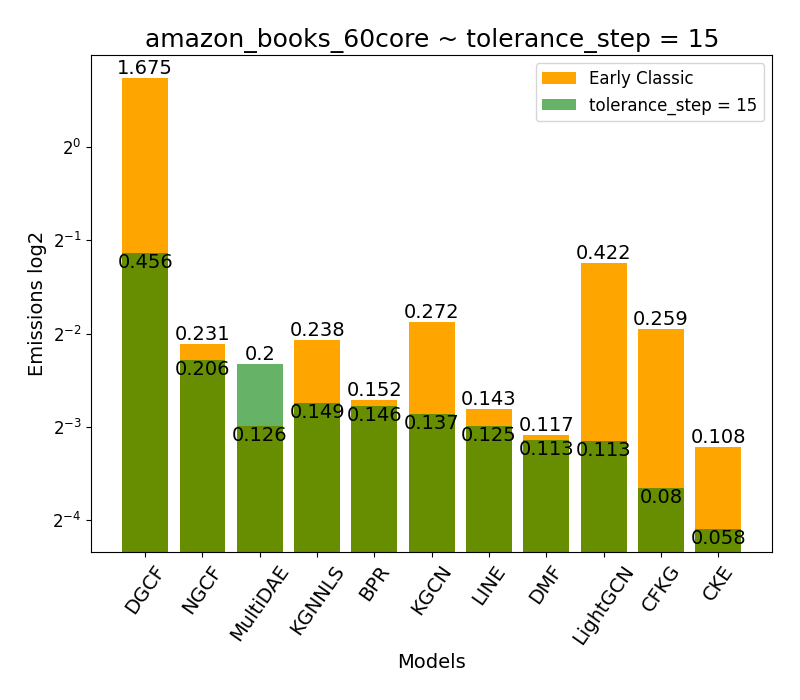 amazon_books_60core ~ tolerance_step = 15
Early Classic
tolerance_step = 15
Emissions log2
2^0
2^-1
2^-2
2^-3
2^-4
1.675
0.456
0.231
0.206
0.2
0.126
0.238
0.149
0.152
0.146
0.272
0.137
0.143
0.125
0.117
0.113
0.422
0.113
0.259
0.08
0.108
0.058
DGCF
NGCF
MultiDAE
KGNNLS
BPR
KGCN
LINE
DMF
LightGCN
CFKG
CKE
Models